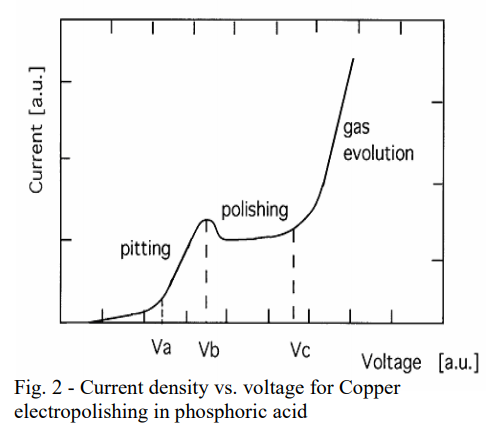 Current [a.u.]
gas
evolution
polishing
pitting
Va Vb Vc
Voltage [a.u.]
Fig. 2 - Current density vs. voltage for Copper
electropolishing in phosphoric acid